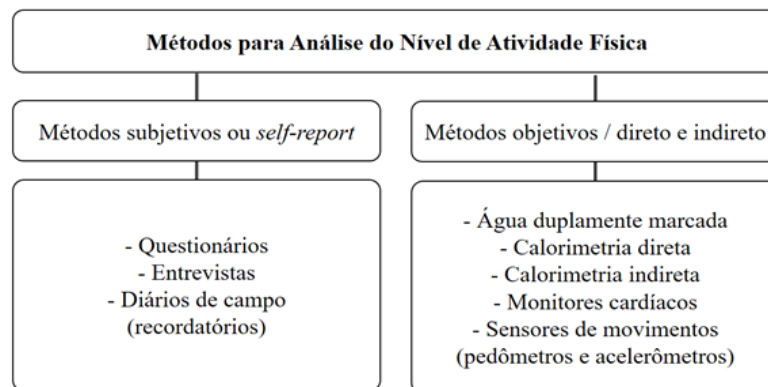 Métodos para Análise do Nível de Atividade Física
Métodos subjetivos ou self-report
Métodos objetivos / direto e indireto
- Questionários
- Entrevistas
- Diários de campo
(recordatórios)
- Água duplamente marcada
- Calorimetria direta
- Calorimetria indireta
- Monitores cardíacos
- Sensores de movimentos
(pedômetros e acelerômetros)